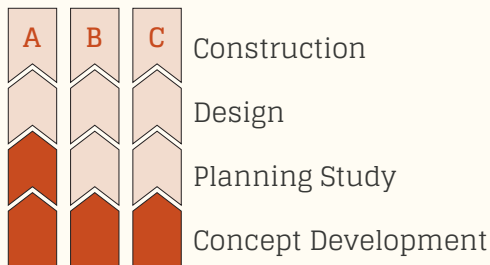 A B C
Construction
Design
Planning Study
Concept Development